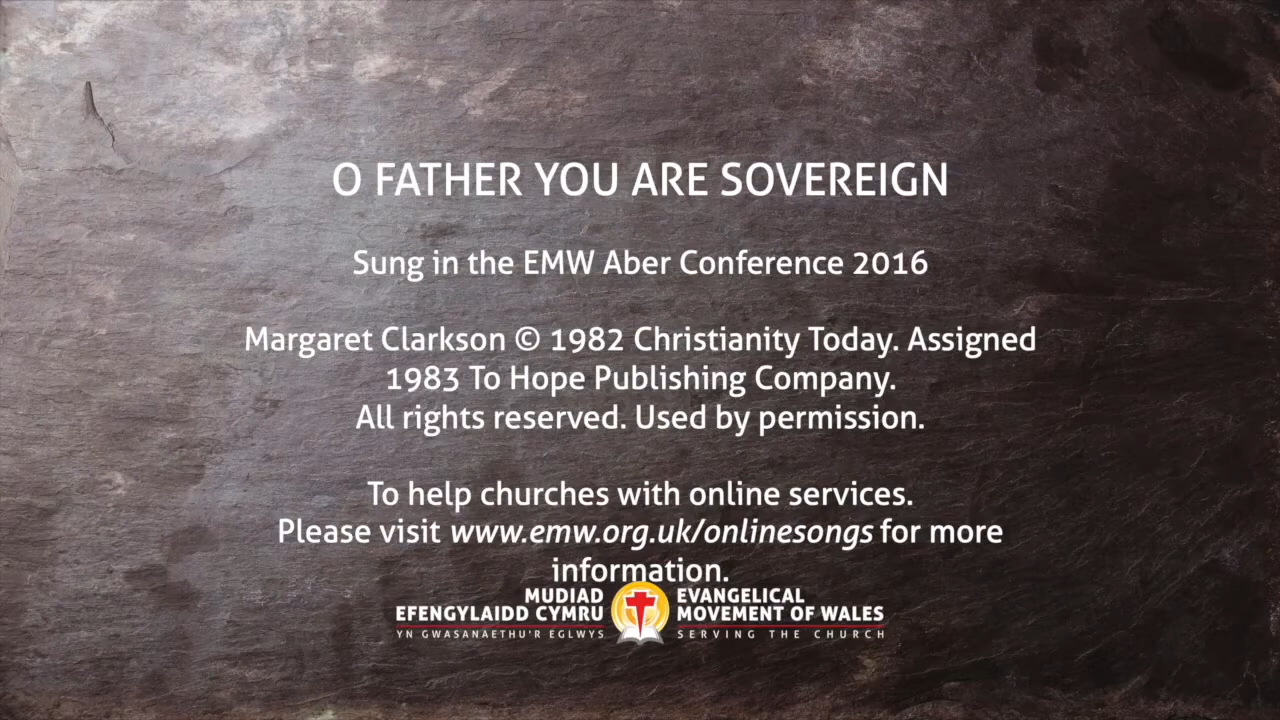 O FATHER YOU ARE SOVEREIGN
Sung in the EMW Aber Conference 2016
Margaret Clarkson © 1982 Christianity Today. Assigned
1983 To Hope Publishing Company.
All rights reserved. Used by permission.
To help churches with online services.
Please visit www.emw.org.uk/onlinesongs for more
information.
MUDIAD
EFENGYLAIDD CYMRU
YN GWASANAETHU'R EGLWYS
EVANGELICAL
MOVEMENT OF WALES
SERVING THE CHURCH